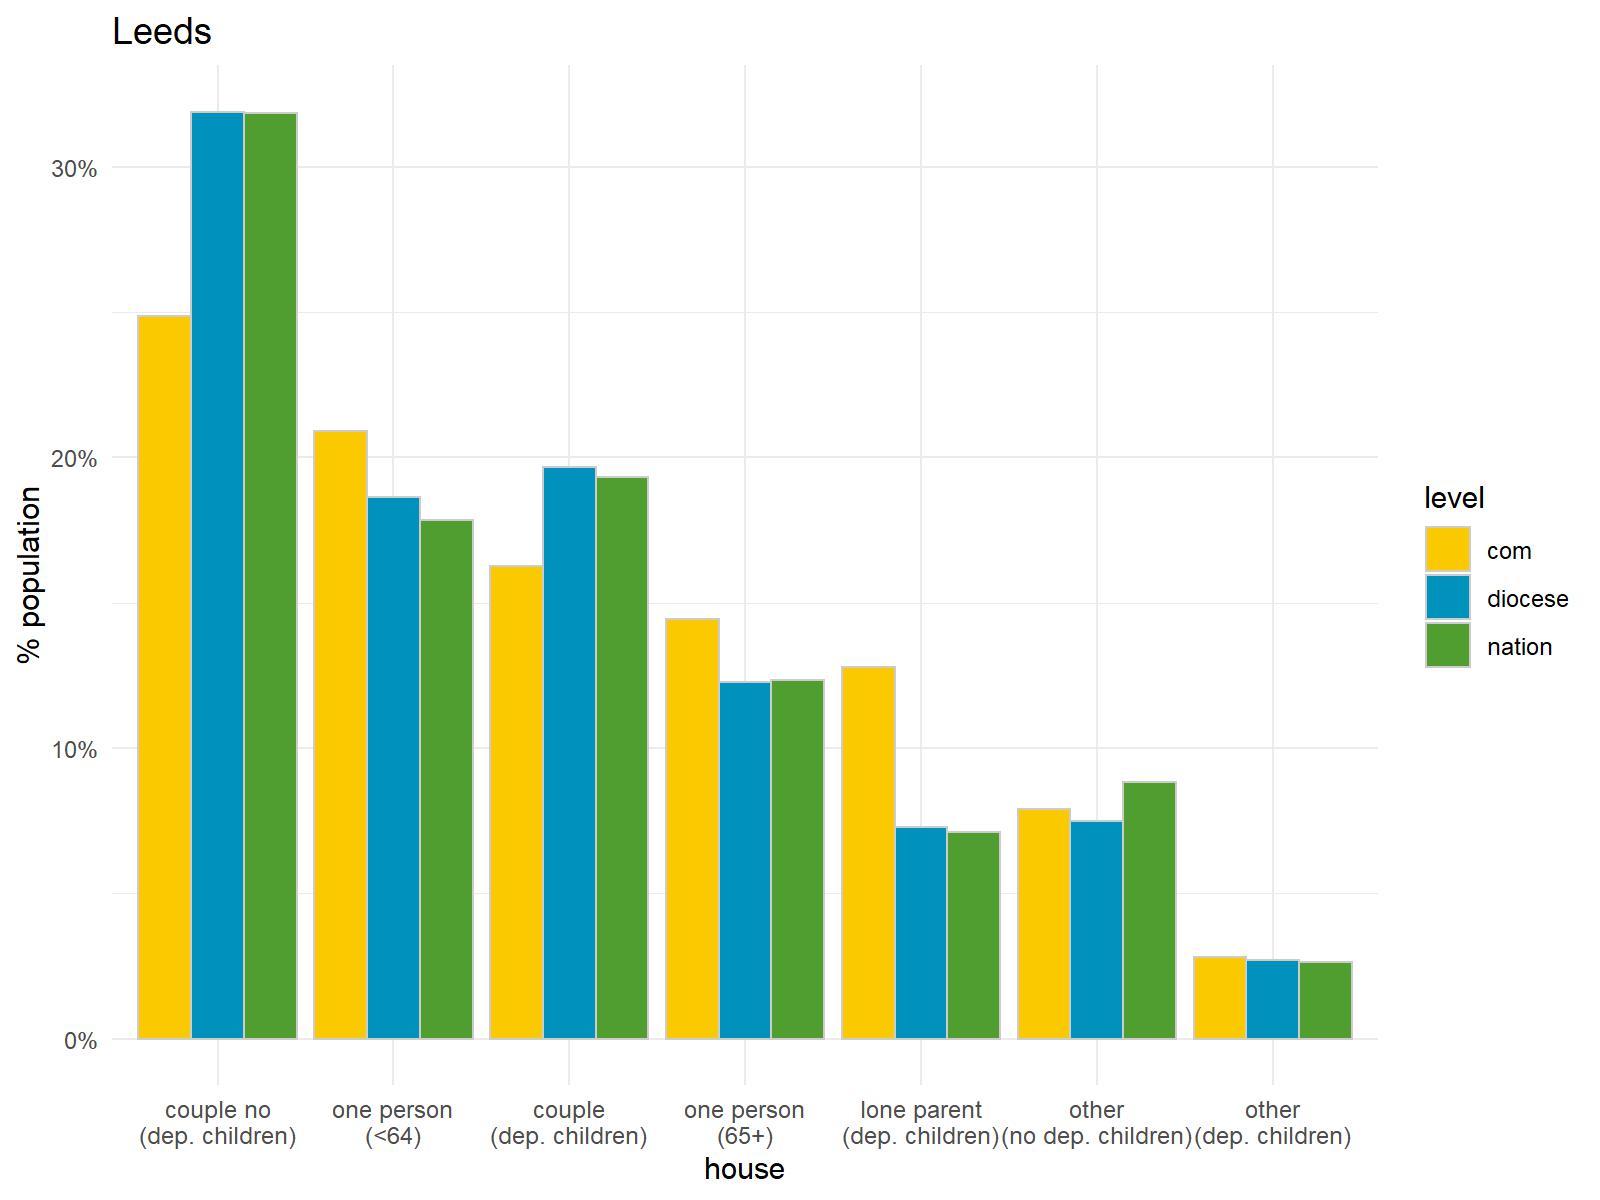 Leeds
30%
20%
10%
0%
% population
couple no
(dep. children)
one person
(<64)
couple
(dep. children)
one person
(65+)
lone parent
(dep. children)
other
(no dep. children)
other
(dep. children)
house
level
com
diocese
nation